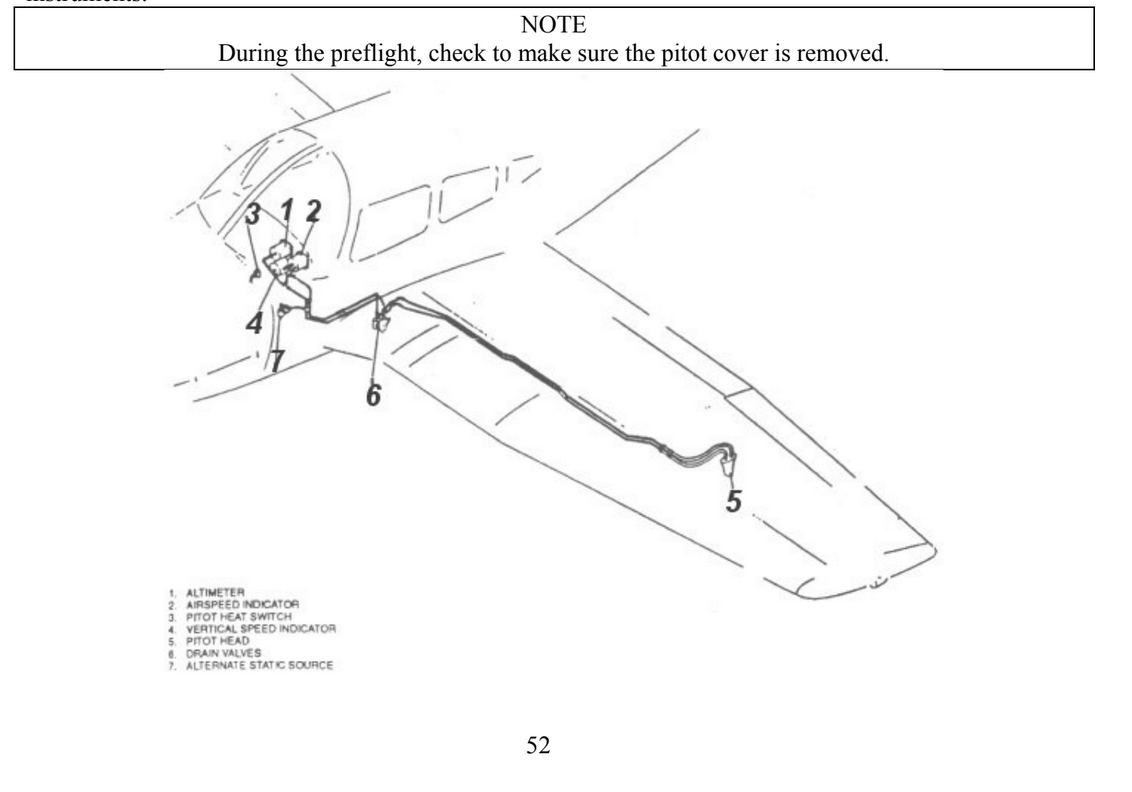 instruments.
NOTE
During the preflight, check to make sure the pitot cover is removed.
3 1 2
4
7
6
5
1. ALTIMETER
2. AIRSPEED INDICATOR
3. PITOT HEAT SWITCH
4. VERTICAL SPEED INDICATOR
5. PITOT HEAD
6. DRAIN VALVES
7. ALTERNATE STATIC SOURCE
52